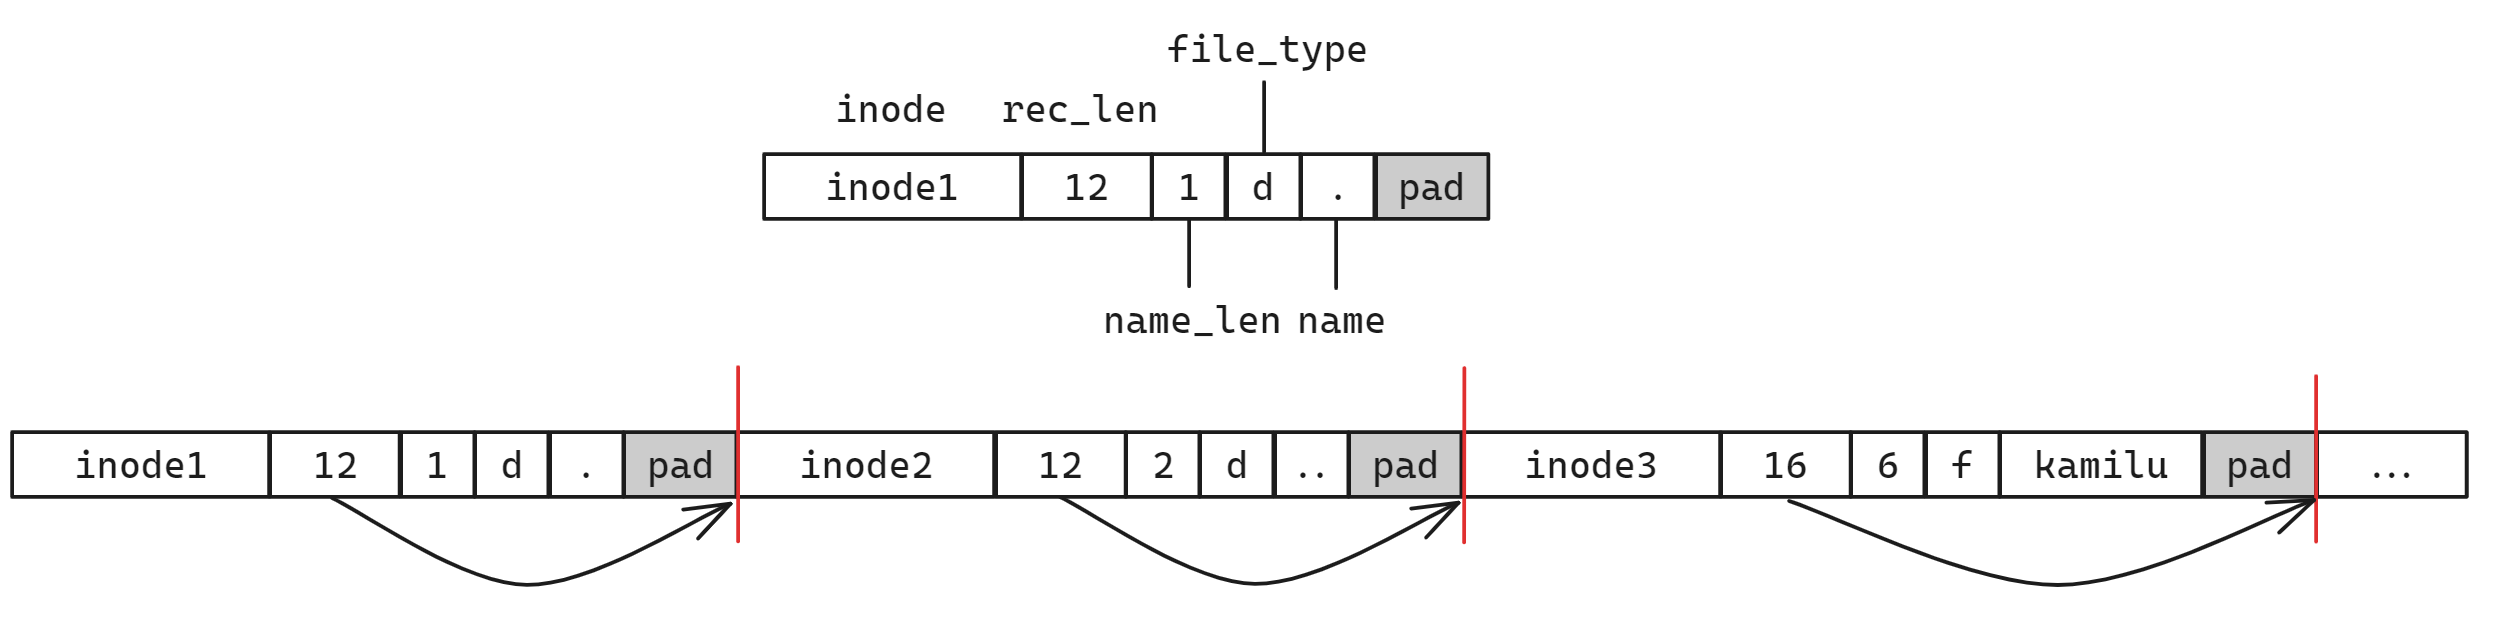 file_type
inode rec_len
inode1 12 1 d . pad
name_len name
inode1 12 1 d . pad inode2 12 2 d .. pad inode3 16 6 f kamilu pad ...